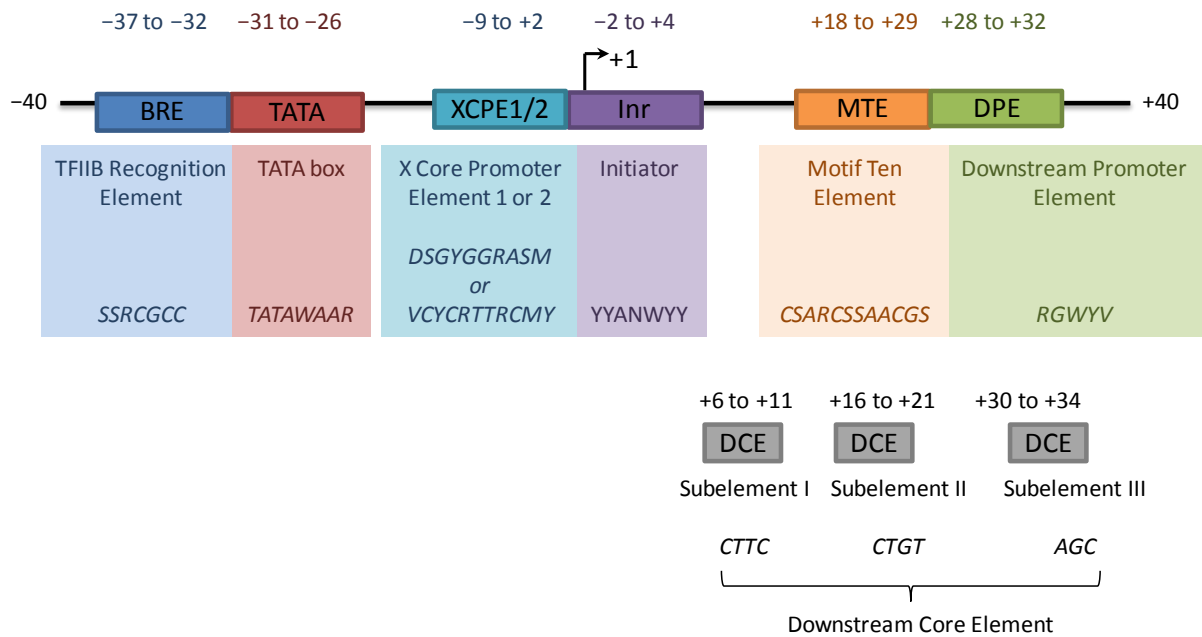 −37 to −32 −31 to −26 −9 to +2 −2 to +4 +18 to +29 +28 to +32
+1
−40 BRE TATA XCPE1/2 Inr MTE DPE +40
TFIIB Recognition
Element
SSRCGCC
TATA box
TATAWAAR
X Core Promoter
Element 1 or 2
DSGYGGRASM
or
VCYCRTTRCMY
Initiator
YYANWYY
Motif Ten
Element
CSARCSSAACGS
Downstream Promoter
Element
RGWYV
+6 to +11 +16 to +21 +30 to +34
DCE DCE DCE
Subelement I Subelement II Subelement III
CTTC CTGT AGC
Downstream Core Element